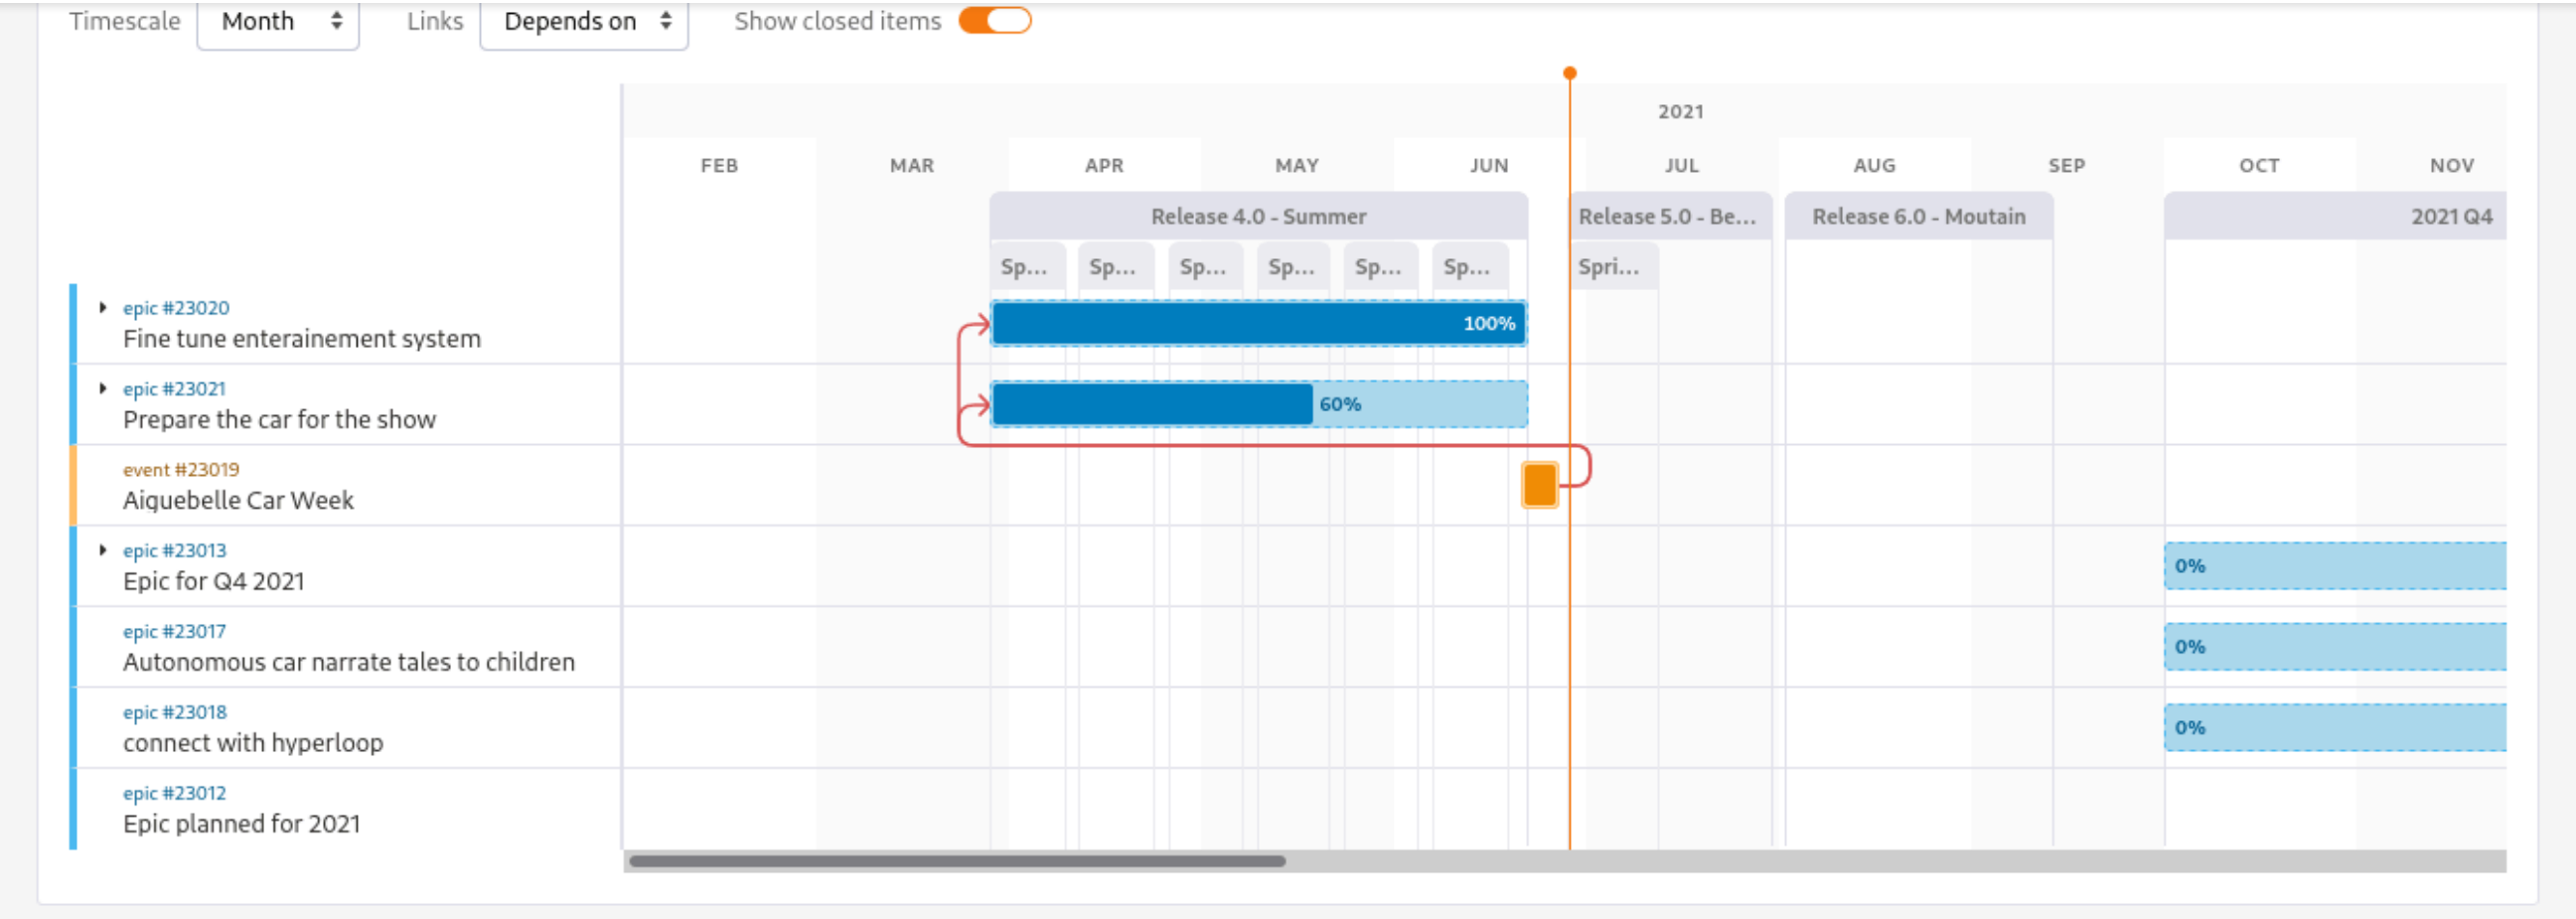 Timescale Month Links Depends on Show closed items
2021
FEB MAR APR MAY JUN JUL AUG SEP OCT NOV
Release 4.0 - Summer Release 5.0 - Be... Release 6.0 - Moutain 2021 Q4
Sp... Sp... Sp... Sp... Sp... Sp... Spri...
epic #23020
Fine tune enterainement system
100%
epic #23021
Prepare the car for the show
60%
event #23019
Aiguebelle Car Week
epic #23013
Epic for Q4 2021
0%
epic #23017
Autonomous car narrate tales to children
0%
epic #23018
connect with hyperloop
0%
epic #23012
Epic planned for 2021